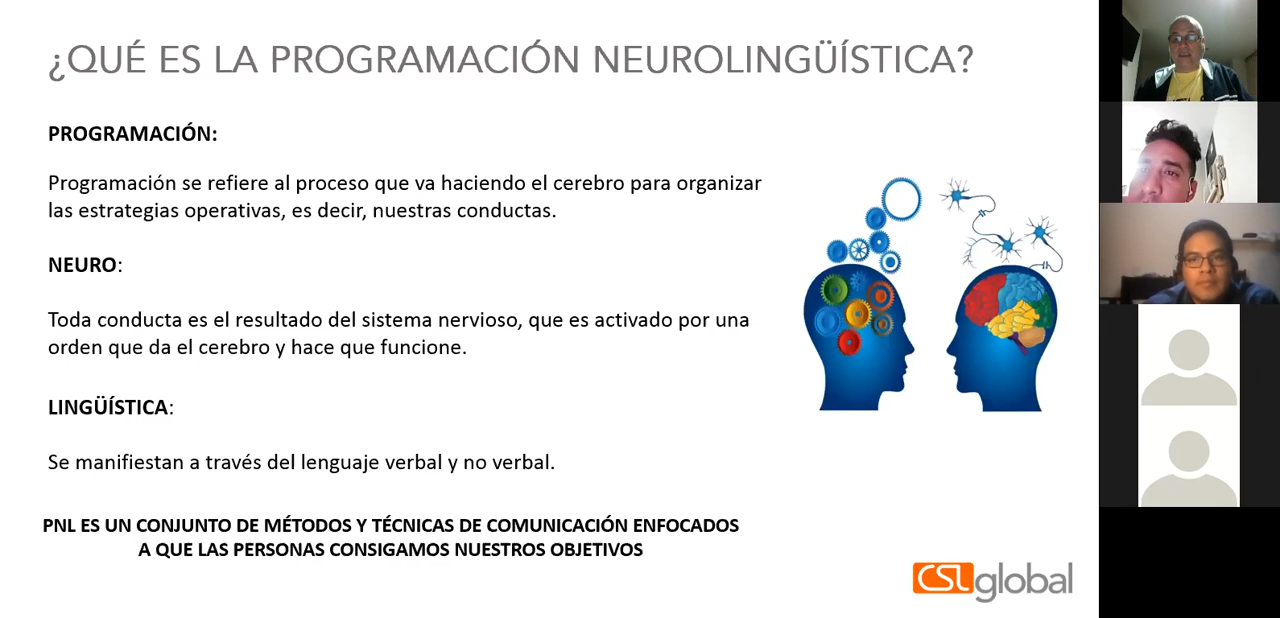 ¿QUÉ ES LA PROGRAMACIÓN NEUROLINGÜÍSTICA?
PROGRAMACIÓN:
Programación se refiere al proceso que va haciendo el cerebro para organizar
las estrategias operativas, es decir, nuestras conductas.
NEURO:
Toda conducta es el resultado del sistema nervioso, que es activado por una
orden que da el cerebro y hace que funcione.
LINGÜÍSTICA:
Se manifiestan a través del lenguaje verbal y no verbal.
PNL ES UN CONJUNTO DE MÉTODOS Y TÉCNICAS DE COMUNICACIÓN ENFOCADOS
A QUE LAS PERSONAS CONSIGAMOS NUESTROS OBJETIVOS
CSL global